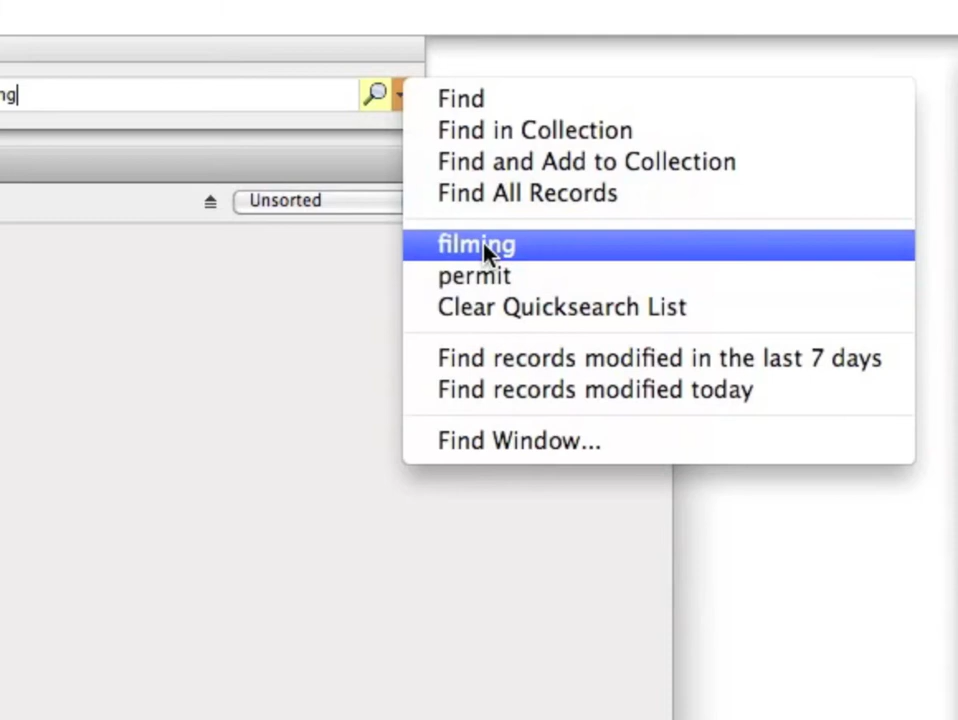 ng
Find
Find in Collection
Find and Add to Collection
Find All Records
Unsorted
filming
permit
Clear Quicksearch List
Find records modified in the last 7 days
Find records modified today
Find Window...